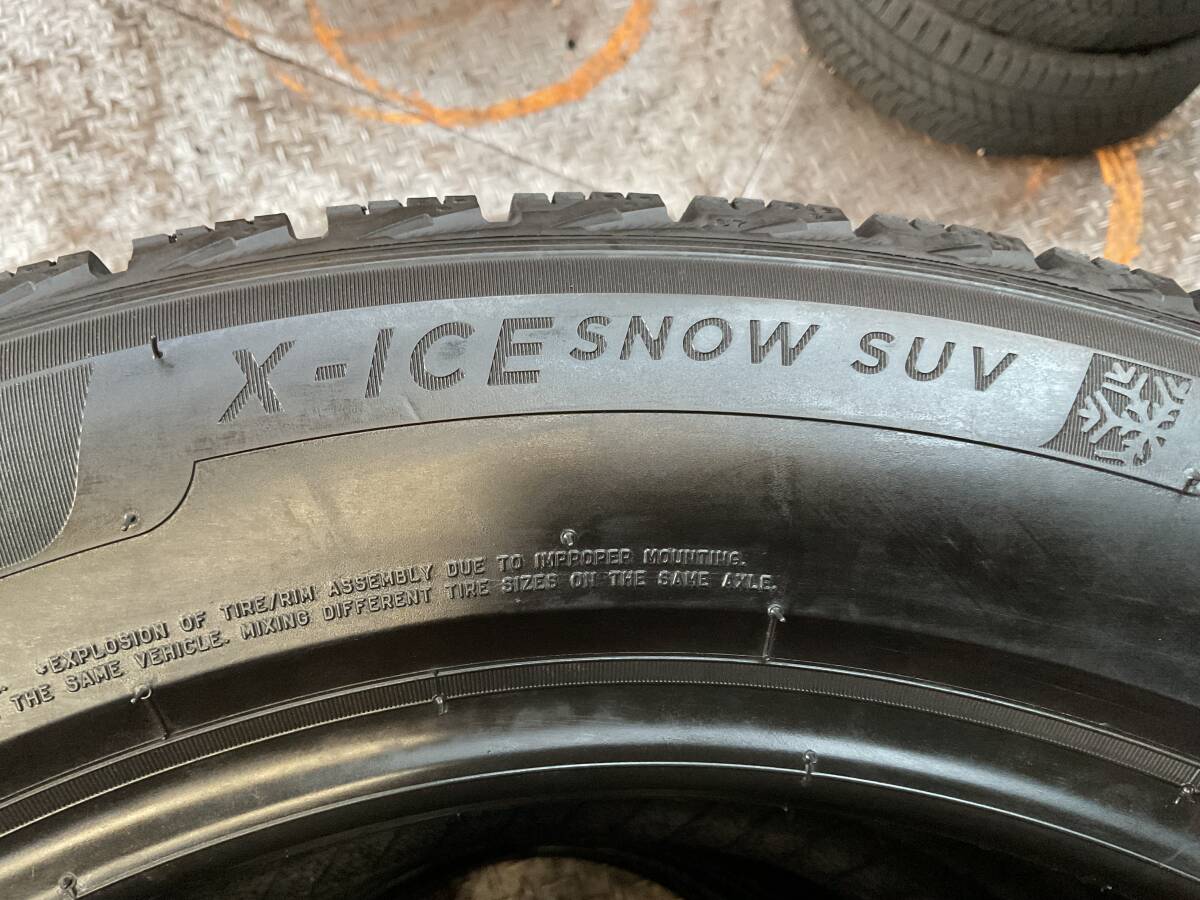 X-ICE SNOW SUV
*EXPLOSION OF TIRE/RIM ASSEMBLY DUE TO IMPROPER MOUNTING.
THE SAME VEHICLE. MIXING DIFFERENT TIRE SIZES ON THE SAME AXLE.